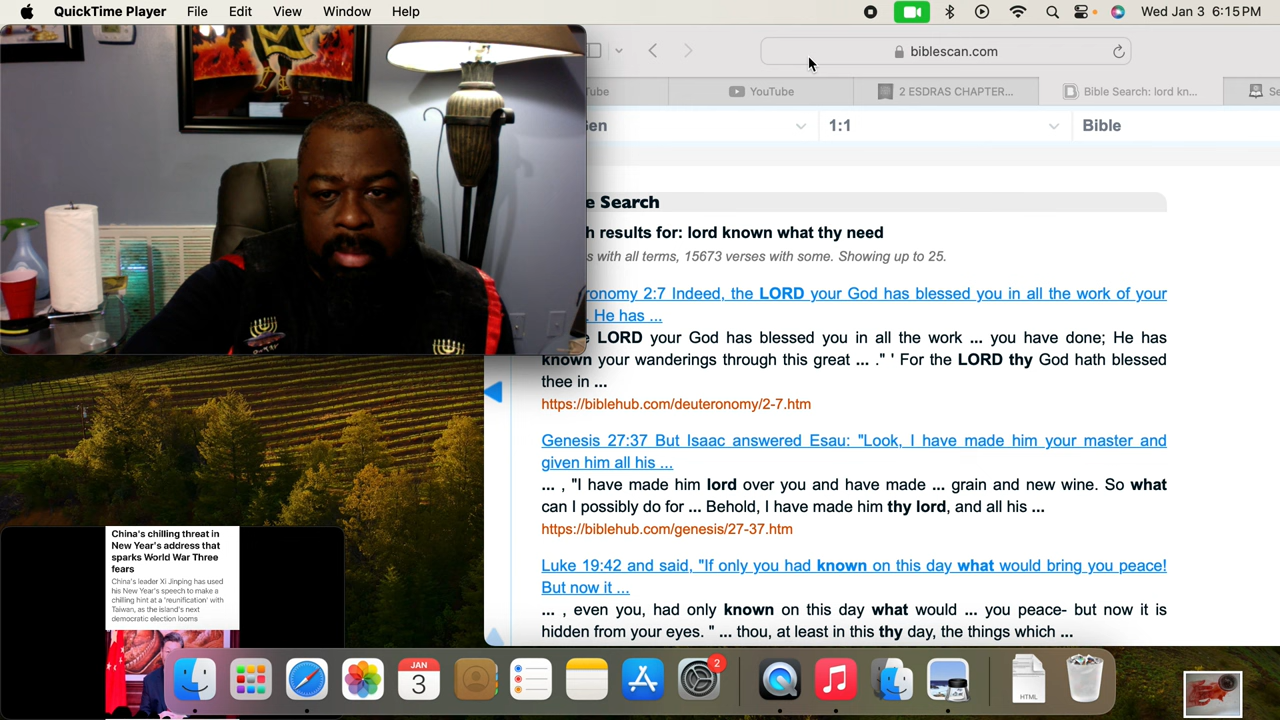 QuickTime Player File Edit View Window Help Wed Jan 3 6:15 PM
biblescan.com
YouTube 2 ESDRAS CHAPTER... Bible Search: lord kn...
1:1 Bible
Search
results for: lord known what thy need
with all terms, 15673 verses with some. Showing up to 25.
2:7 Indeed, the LORD your God has blessed you in all the work of your
He has ...
LORD your God has blessed you in all the work ... you have done; He has
known your wanderings through this great ... ." ' For the LORD thy God hath blessed
thee in ...
https://biblehub.com/deuteronomy/2-7.htm
Genesis 27:37 But Isaac answered Esau: "Look, I have made him your master and
given him all his ...
... , "I have made him lord over you and have made ... grain and new wine. So what
can I possibly do for ... Behold, I have made him thy lord, and all his ...
https://biblehub.com/genesis/27-37.htm
Luke 19:42 and said, "If only you had known on this day what would bring you peace!
But now it ...
... , even you, had only known on this day what would ... you peace- but now it is
hidden from your eyes. " ... thou, at least in this thy day, the things which ...
China's chilling threat in
New Year's address that
sparks World War Three
fears
China's leader Xi Jinping has used
his New Year's speech to make a
chilling hint at a 'reunification' with
Taiwan, as the island's next
democratic election looms
JAN
3
2
HTML